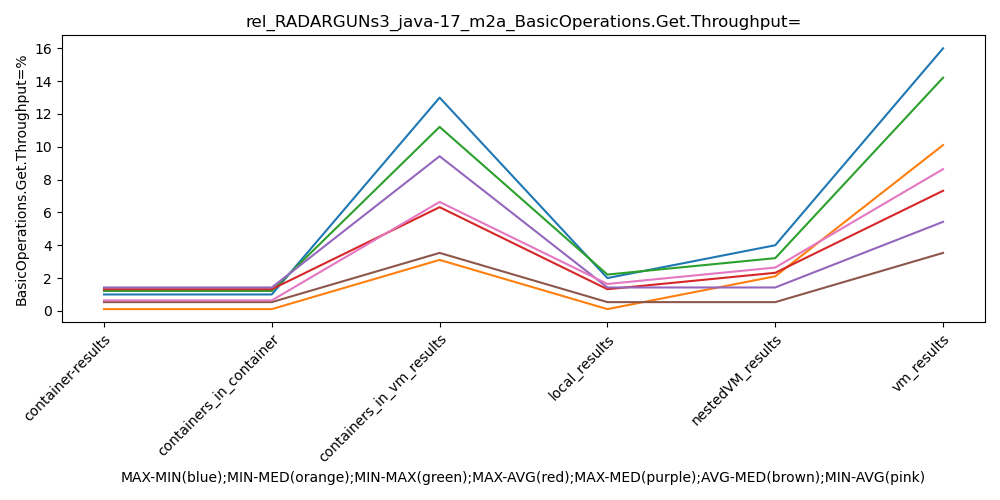 rel_RADARGUNs3_java-17_m2a_BasicOperations.Get.Throughput=
BasicOperations.Get.Throughput=%
16
14
12
10
8
6
4
2
0
container-results
containers_in_container
containers_in_vm_results
local_results
nestedVM_results
vm_results
MAX-MIN(blue);MIN-MED(orange);MIN-MAX(green);MAX-AVG(red);MAX-MED(purple);AVG-MED(brown);MIN-AVG(pink)